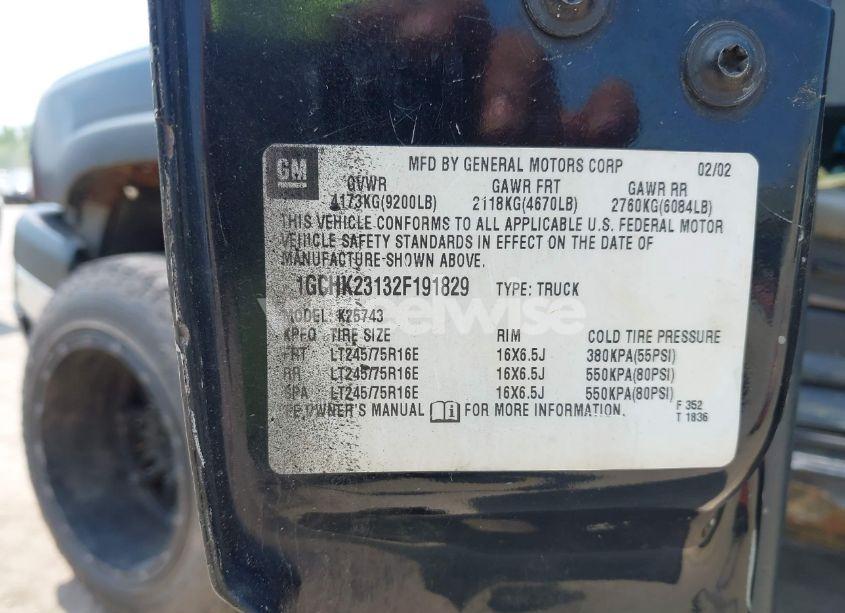 GM
MFD BY GENERAL MOTORS CORP 02/02
GVWR GAWR FRT GAWR RR
4173KG(9200LB) 2118KG(4670LB) 2760KG(6084LB)
THIS VEHICLE CONFORMS TO ALL APPLICABLE U.S. FEDERAL MOTOR
VEHICLE SAFETY STANDARDS IN EFFECT ON THE DATE OF
MANUFACTURE SHOWN ABOVE.
1GCHK23132F191829 TYPE: TRUCK
wheelwise
MODEL: K25743
KPFQ TIRE SIZE RIM COLD TIRE PRESSURE
FRT LT245/75R16E 16X6.5J 380KPA(55PSI)
RR LT245/75R16E 16X6.5J 550KPA(80PSI)
SPA LT245/75R16E 16X6.5J 550KPA(80PSI)
OWNER'S MANUAL FOR MORE INFORMATION. F 352
T 1836